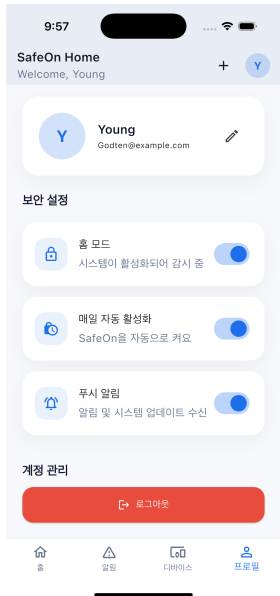 9:57
SafeOn Home
Welcome, Young
Y
Y
Young
Godten@example.com
보안 설정
홈 모드
시스템이 활성화되어 감시 중
매일 자동 활성화
SafeOn을 자동으로 켜요
푸시 알림
알림 및 시스템 업데이트 수신
계정 관리
로그아웃
홈
알림
디바이스
프로필